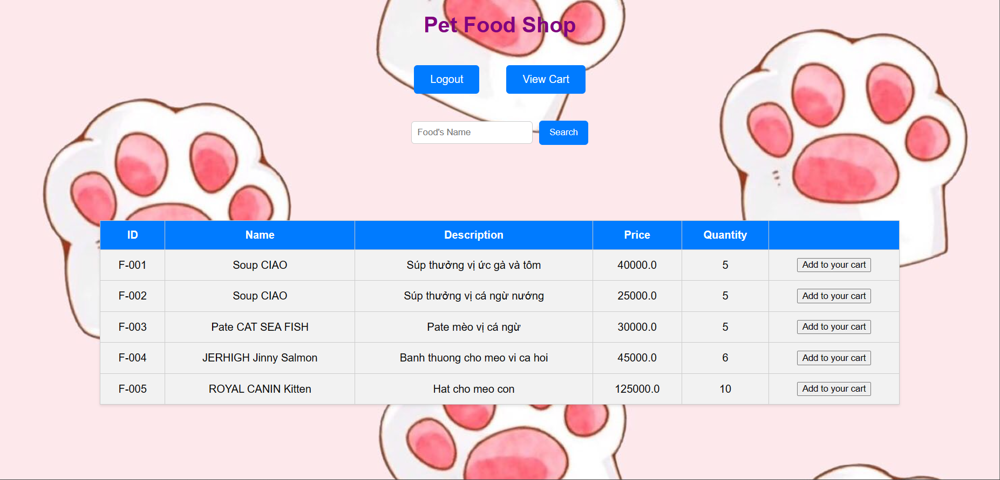 Pet Food Shop
Logout View Cart
Food's Name Search
ID Name Description Price Quantity
F-001 Soup CIAO Súp thưởng vị ức gà và tôm 40000.0 5 Add to your cart
F-002 Soup CIAO Súp thưởng vị cá ngừ nướng 25000.0 5 Add to your cart
F-003 Pate CAT SEA FISH Pate mèo vị cá ngừ 30000.0 5 Add to your cart
F-004 JERHIGH Jinny Salmon Banh thuong cho meo vi ca hoi 45000.0 6 Add to your cart
F-005 ROYAL CANIN Kitten Hat cho meo con 125000.0 10 Add to your cart